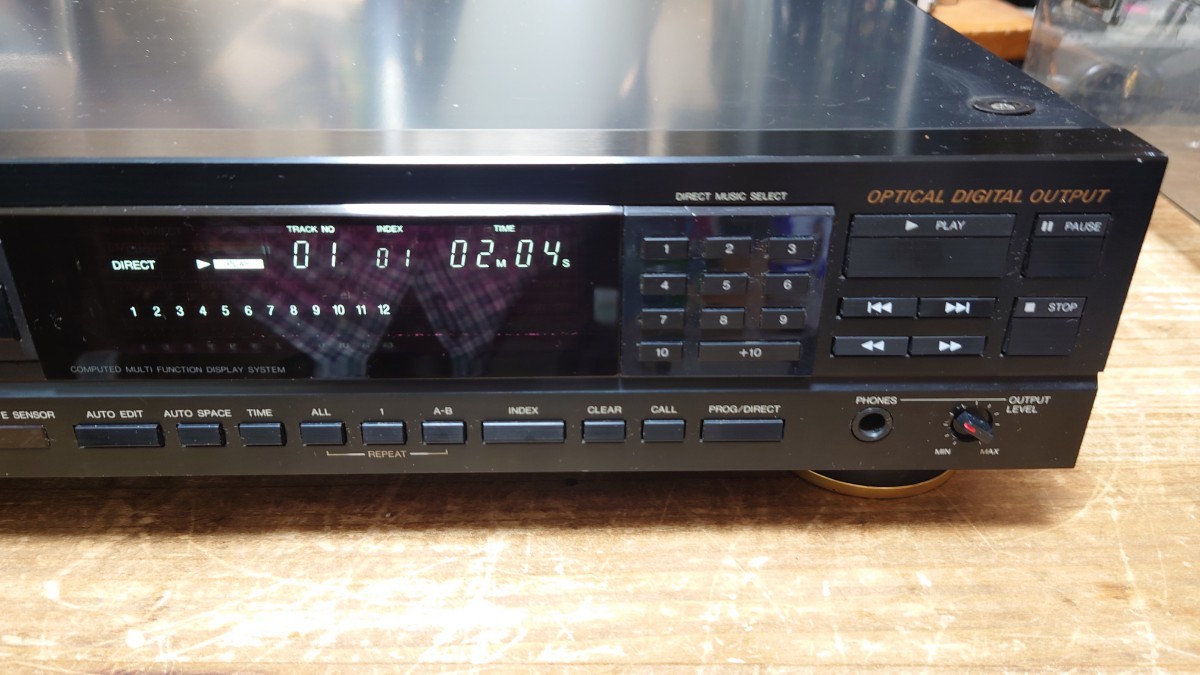 DIRECT MUSIC SELECT
OPTICAL DIGITAL OUTPUT
PLAY
PAUSE
STOP
1 2 3
4 5 6
7 8 9
10 +10
TRACK NO INDEX TIME
DIRECT PLAY 01 01 02M04S
1 2 3 4 5 6 7 8 9 10 11 12
COMPUTED MULTI FUNCTION DISPLAY SYSTEM
E SENSOR
AUTO EDIT
AUTO SPACE
TIME
ALL
1
A-B
REPEAT
INDEX
CLEAR
CALL
PROG/DIRECT
PHONES
OUTPUT
LEVEL
MIN
MAX